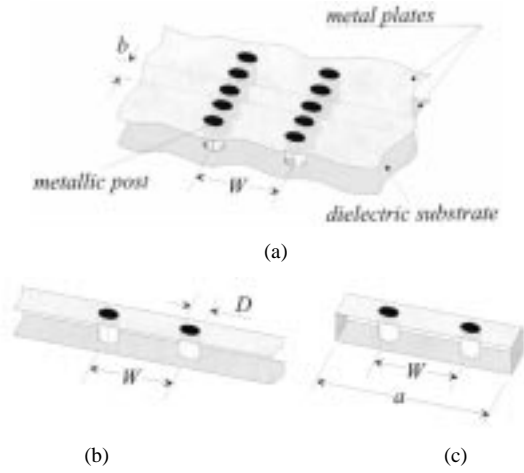 metal plates
b
metallic post
W
dielectric substrate
(a)
D
W
W
a
(b)
(c)